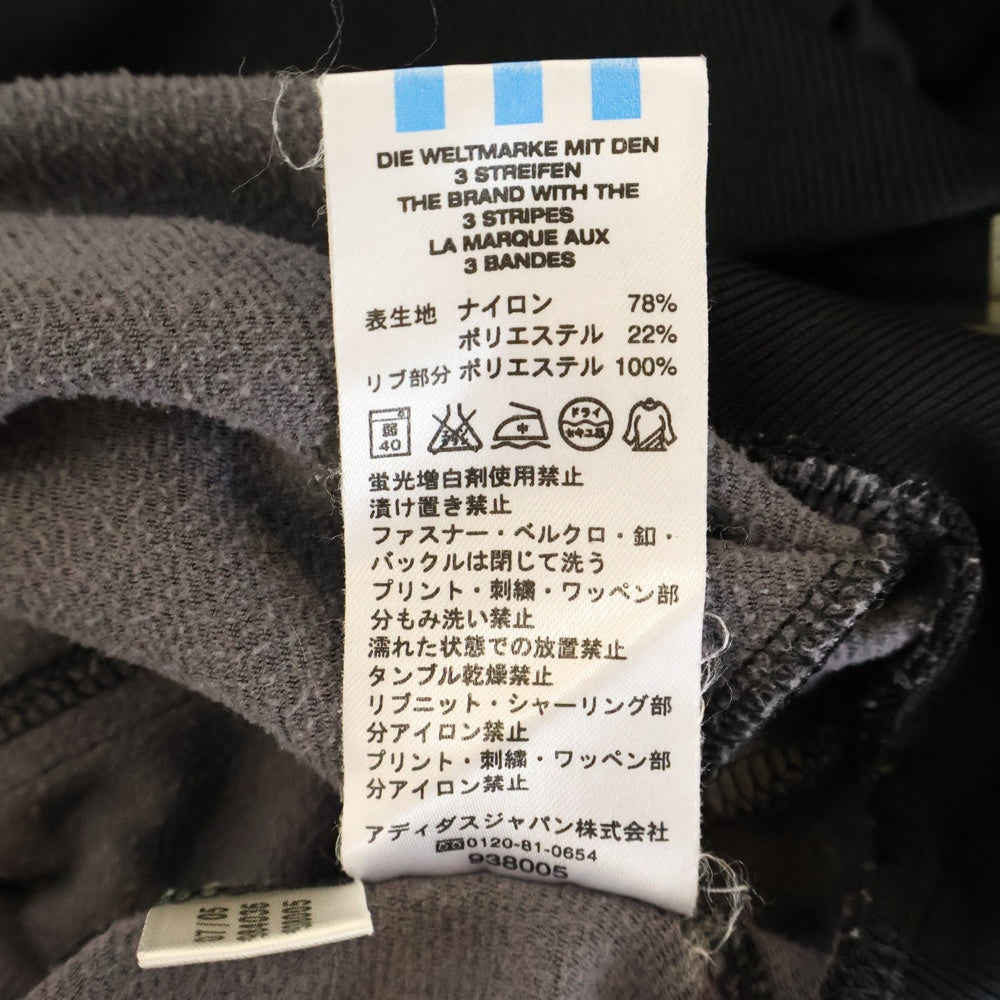 DIE WELTMARKE MIT DEN
3 STREIFEN
THE BRAND WITH THE
3 STRIPES
LA MARQUE AUX
3 BANDES
表生地 ナイロン 78%
ポリエステル 22%
リブ部分 ポリエステル 100%
弱 40 中 ドライ
蛍光増白剤使用禁止
漬け置き禁止
ファスナー・ベルクロ・釦・
バックルは閉じて洗う
プリント・刺繍・ワッペン部
分もみ洗い禁止
濡れた状態での放置禁止
タンブル乾燥禁止
リブニット・シャーリング部
分アイロン禁止
プリント・刺繍・ワッペン部
分アイロン禁止
アディダスジャパン株式会社
0120-81-0654
938005
07/05